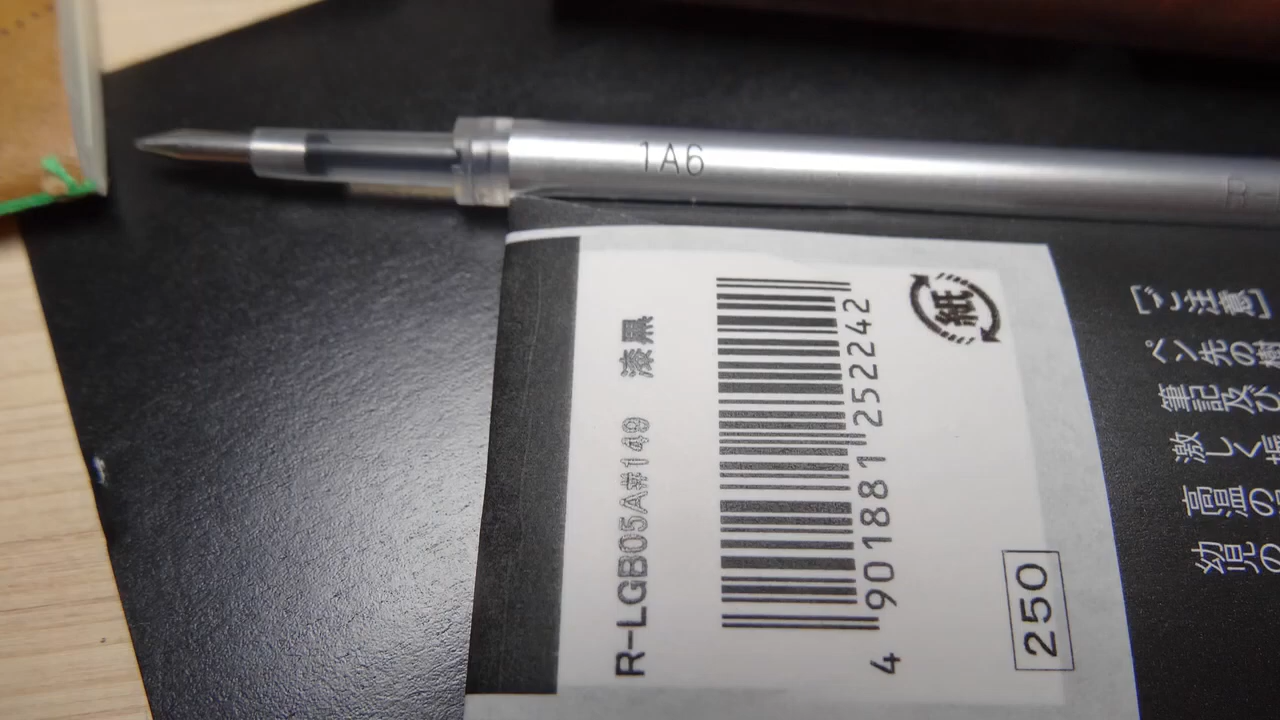 1A6
R-LGB05A#149 漆黒
4 901881 252242
紙
250
[ご注意]
ペン先の
筆記及び
激しく
高温の
幼児の